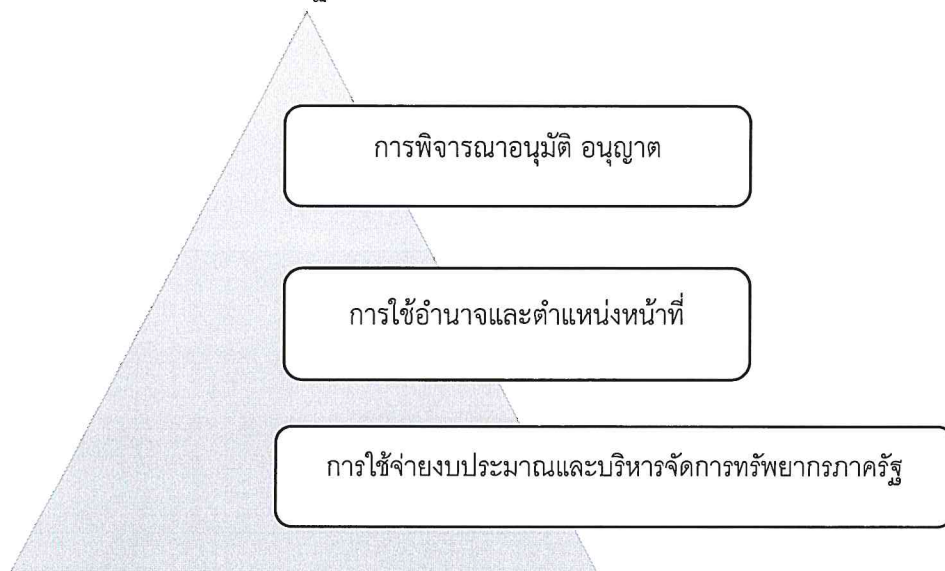 การพิจารณาอนุมัติ อนุญาต
การใช้อำนาจและตำแหน่งหน้าที่
การใช้จ่ายงบประมาณและบริหารจัดการทรัพยากรภาครัฐ